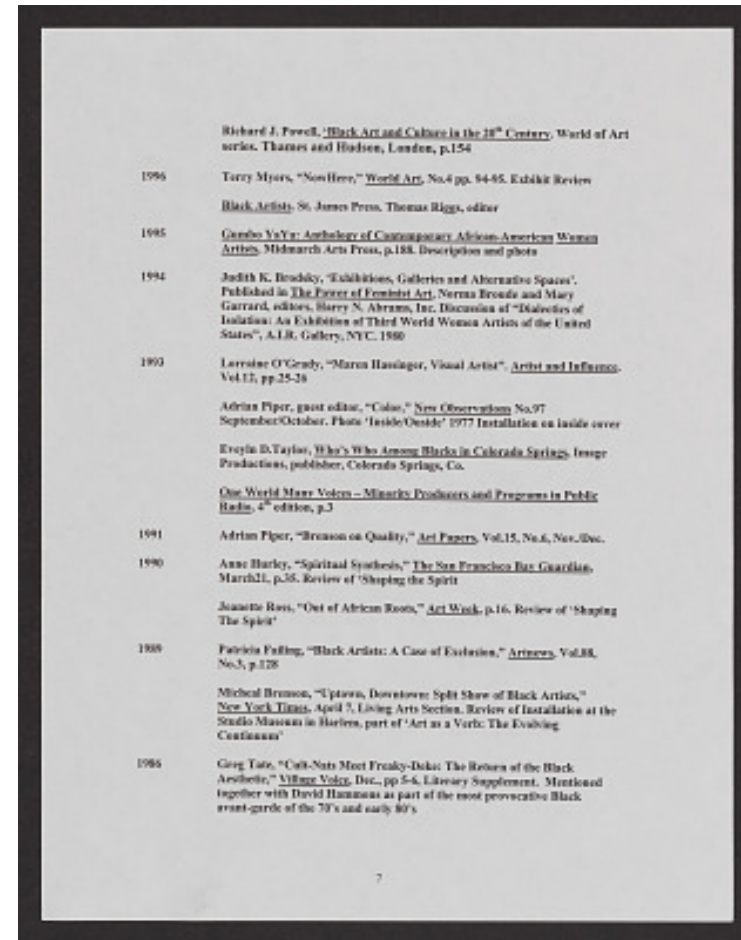 Richard J. Powell, ‘Black Art and Culture in the 20th Century. World of Art
series. Thames and Hudson, London, p.154
1996 Terry Myers, “Now Here,” World Art, No.4 pp. 94-95. Exhibit Review
Black Artists. St. James Press. Thomas Riggs, editor
1995 Gumbo YaYa: Anthology of Contemporary African-American Women
Artists. Midmarch Arts Press, p.188. Description and photo
1994 Judith K. Brodsky, ‘Exhibitions, Galleries and Alternative Spaces’.
Published in The Power of Feminist Art, Norma Broude and Mary
Garrard, editors, Harry N. Abrams, Inc. Discussion of “Dialectics of
Isolation: An Exhibition of Third World Women Artists of the United
States”, A.I.R. Gallery, NYC. 1980
1993 Lorraine O’Grady, “Maren Hassinger, Visual Artist”. Artist and Influence.
Vol.12, pp.25-26
Adrian Piper, guest editor, “Color,” New Observations No.97
September/October. Photo ‘Inside/Outside’ 1977 Installation on inside cover
Evelyn D.Taylor, Who’s Who Among Blacks in Colorado Springs, Image
Productions, publisher, Colorado Springs, Co.
One World Many Voices – Minority Producers and Programs in Public
Radio, 4th edition, p.3
1991 Adrian Piper, “Brenson on Quality,” Art Papers, Vol.15, No.6, Nov./Dec.
1990 Anne Hurley, “Spiritual Synthesis,” The San Francisco Bay Guardian,
March21, p.35. Review of ‘Shaping the Spirit
Jeanette Ross, “Out of African Roots,” Art Week, p.16. Review of ‘Shaping
The Spirit’
1989 Patricia Failing, “Black Artists: A Case of Exclusion,” Artnews, Vol.88,
No.3, p.128
Micheal Brenson, “Uptown, Downtown: Split Show of Black Artists,”
New York Times, April 7, Living Arts Section. Review of Installation at the
Studio Museum in Harlem, part of ‘Art as a Verb: The Evolving
Continuum’
1986 Greg Tate, “Cult-Nats Meet Freaky-Deke: The Return of the Black
Aesthetic,” Village Voice, Dec., pp 5-6, Literary Supplement. Mentioned
together with David Hammons as part of the most provocative Black
avant-garde of the 70’s and early 80’s
7